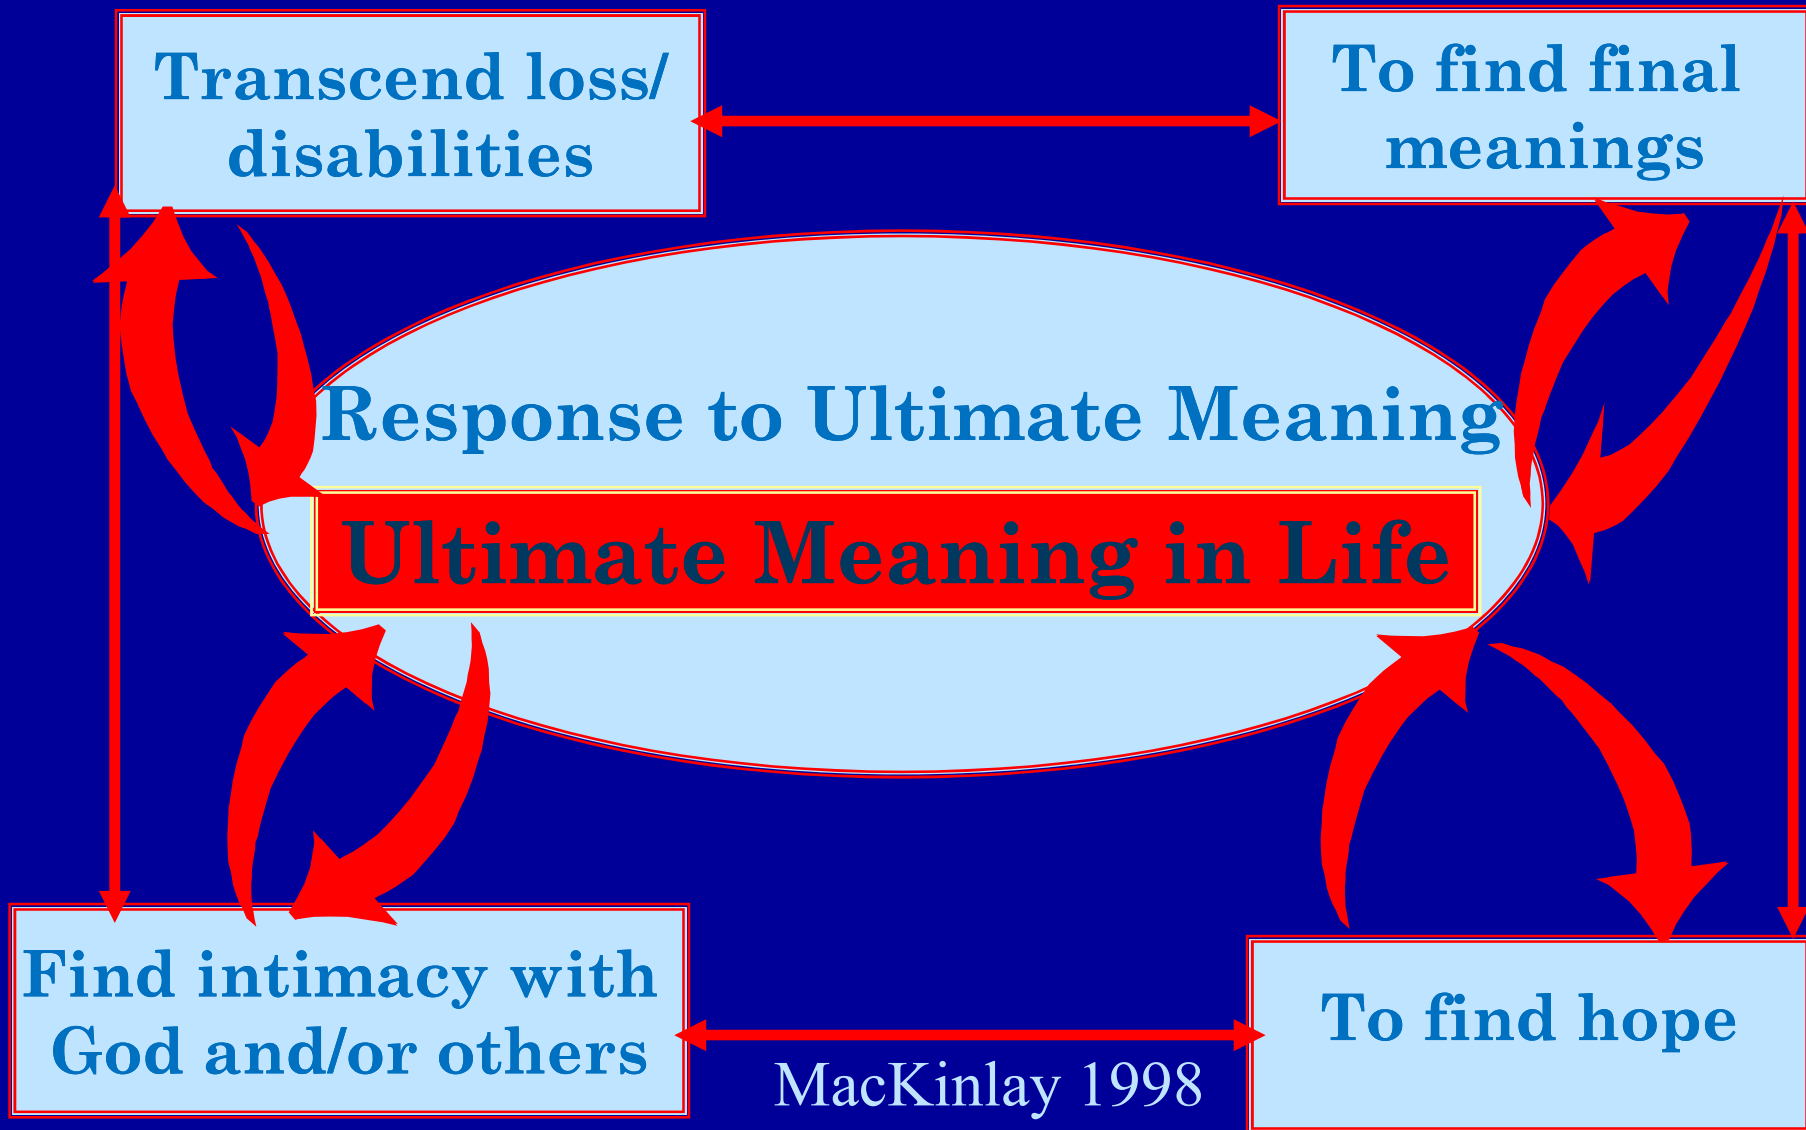 Transcend loss/
disabilities
To find final
meanings
Response to Ultimate Meaning
Ultimate Meaning in Life
Find intimacy with
God and/or others
To find hope
MacKinlay 1998